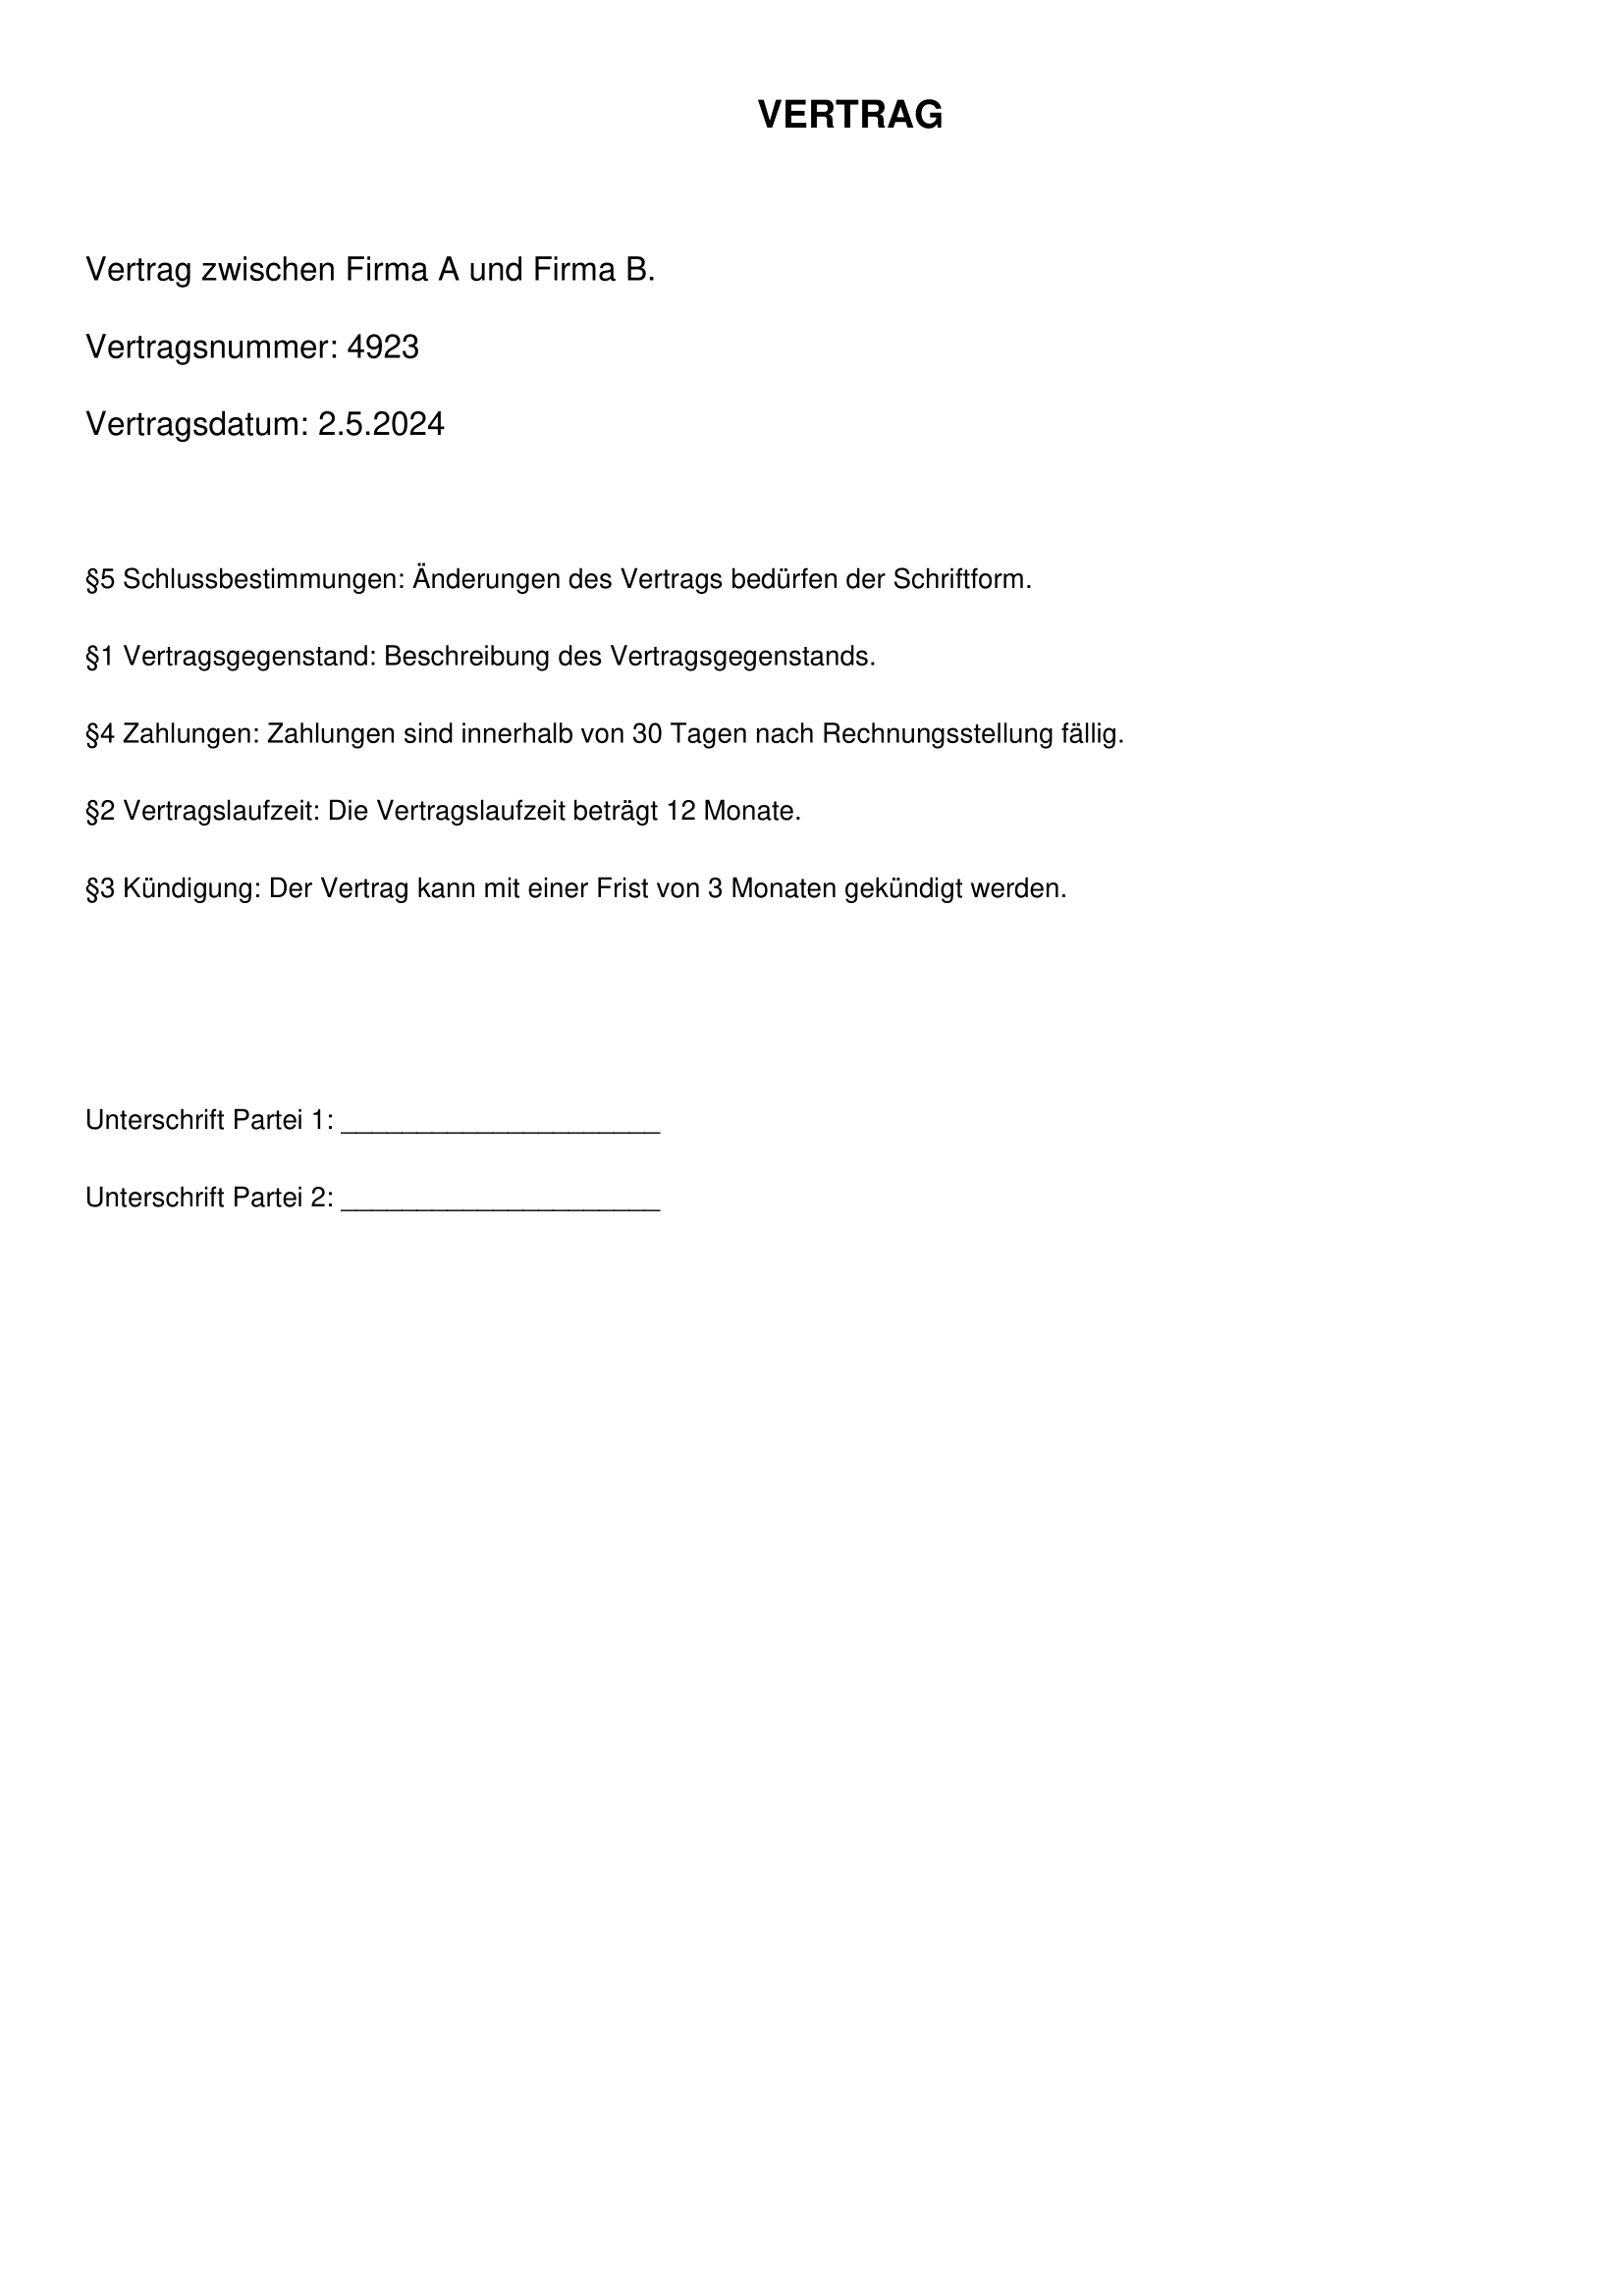 VERTRAG
Vertrag zwischen Firma A und Firma B.
Vertragsnummer: 4923
Vertragsdatum: 2.5.2024
§5 Schlussbestimmungen: Änderungen des Vertrags bedürfen der Schriftform.
§1 Vertragsgegenstand: Beschreibung des Vertragsgegenstands.
§4 Zahlungen: Zahlungen sind innerhalb von 30 Tagen nach Rechnungsstellung fällig.
§2 Vertragslaufzeit: Die Vertragslaufzeit beträgt 12 Monate.
§3 Kündigung: Der Vertrag kann mit einer Frist von 3 Monaten gekündigt werden.
Unterschrift Partei 1: _____________________
Unterschrift Partei 2: _____________________